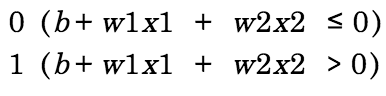 0 (b+ w1x1 + w2x2 ≤ 0)
1 (b+ w1x1 + w2x2 > 0)